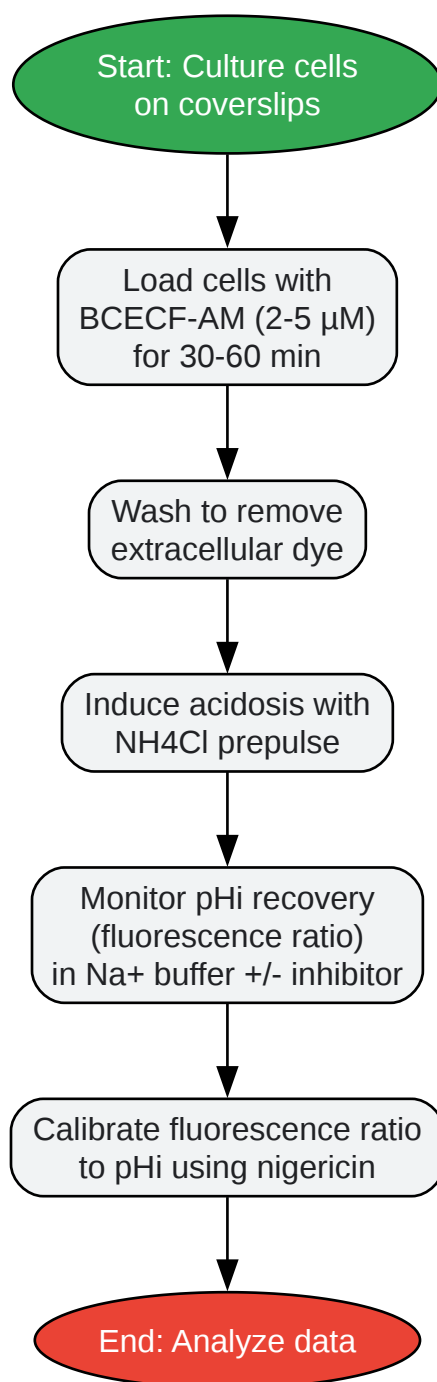 Start: Culture cells
on coverslips
Load cells with
BCECF-AM (2-5 µM)
for 30-60 min
Wash to remove
extracellular dye
Induce acidosis with
NH4Cl prepulse
Monitor pHi recovery
(fluorescence ratio)
in Na+ buffer +/- inhibitor
Calibrate fluorescence ratio
to pHi using nigericin
End: Analyze data